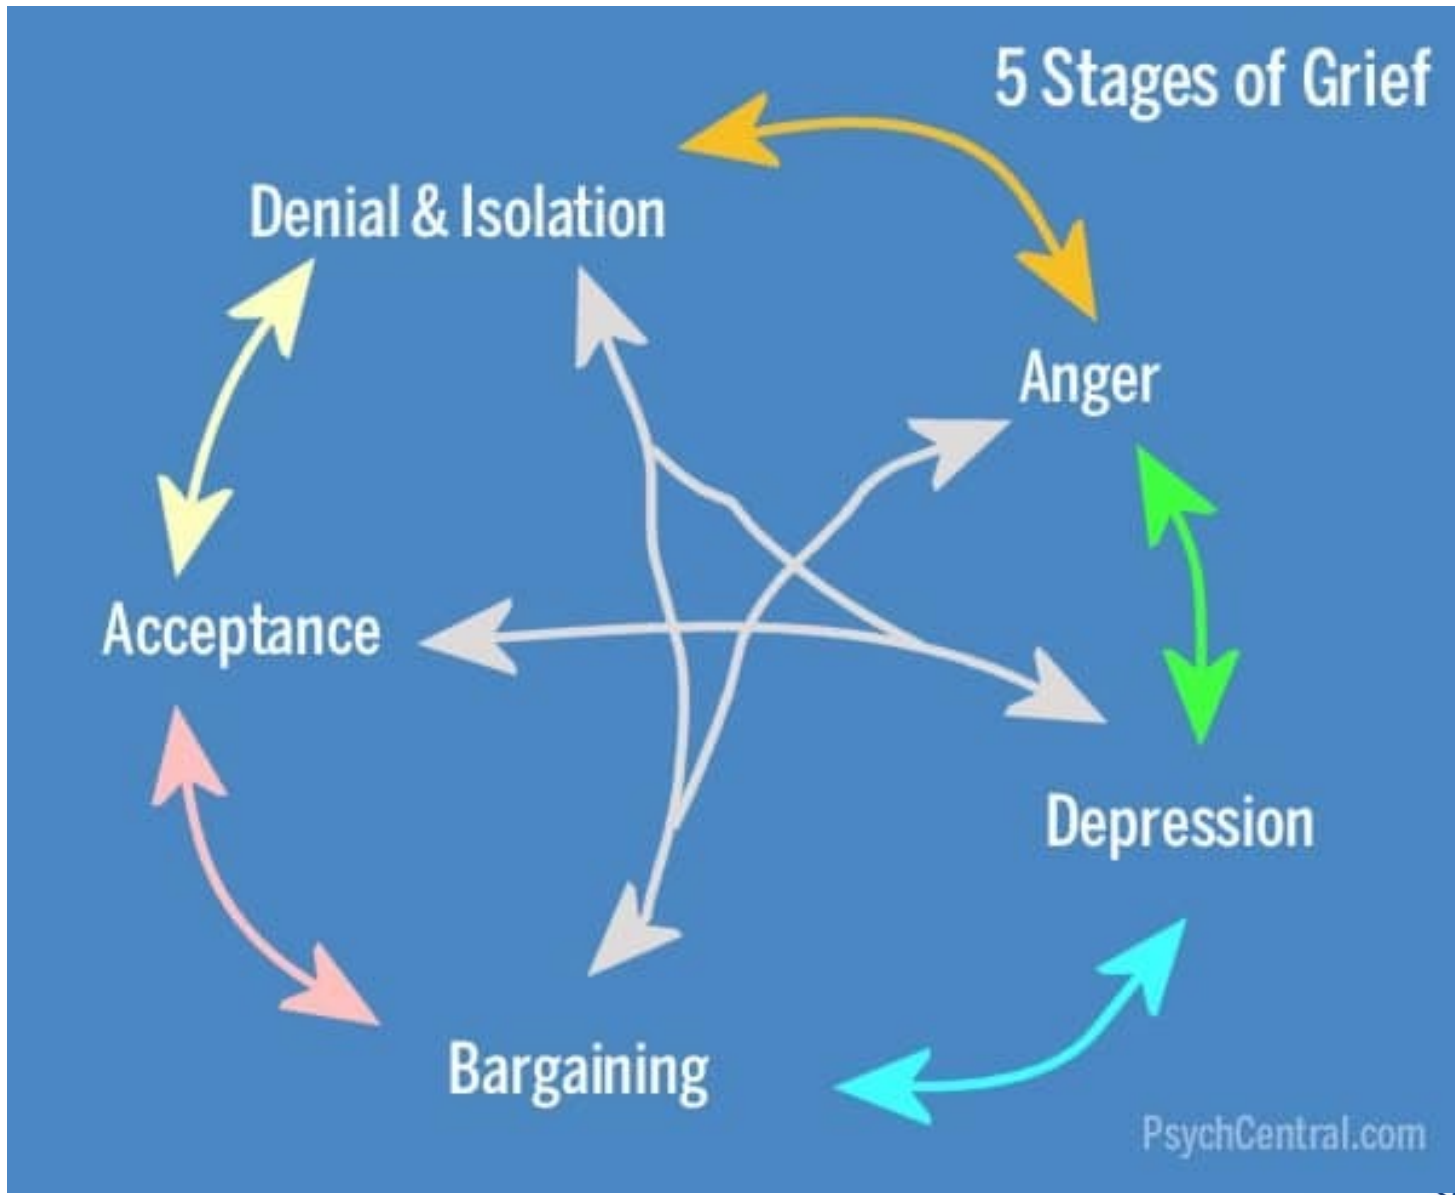 5 Stages of Grief
Denial & Isolation
Anger
Acceptance
Depression
Bargaining
PsychCentral.com